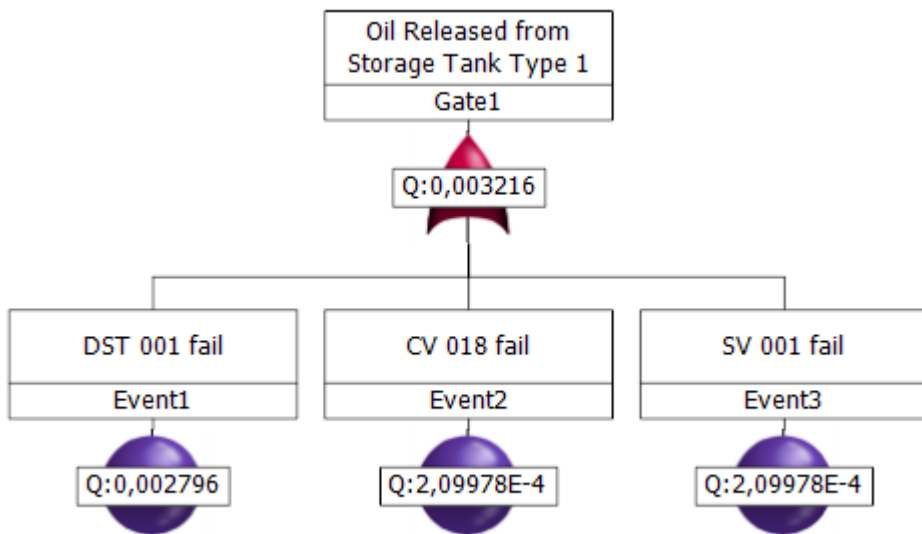 Oil Released from
Storage Tank Type 1
Gate1
Q:0,003216
DST 001 fail
CV 018 fail
SV 001 fail
Event1
Event2
Event3
Q:0,002796
Q:2,09978E-4
Q:2,09978E-4